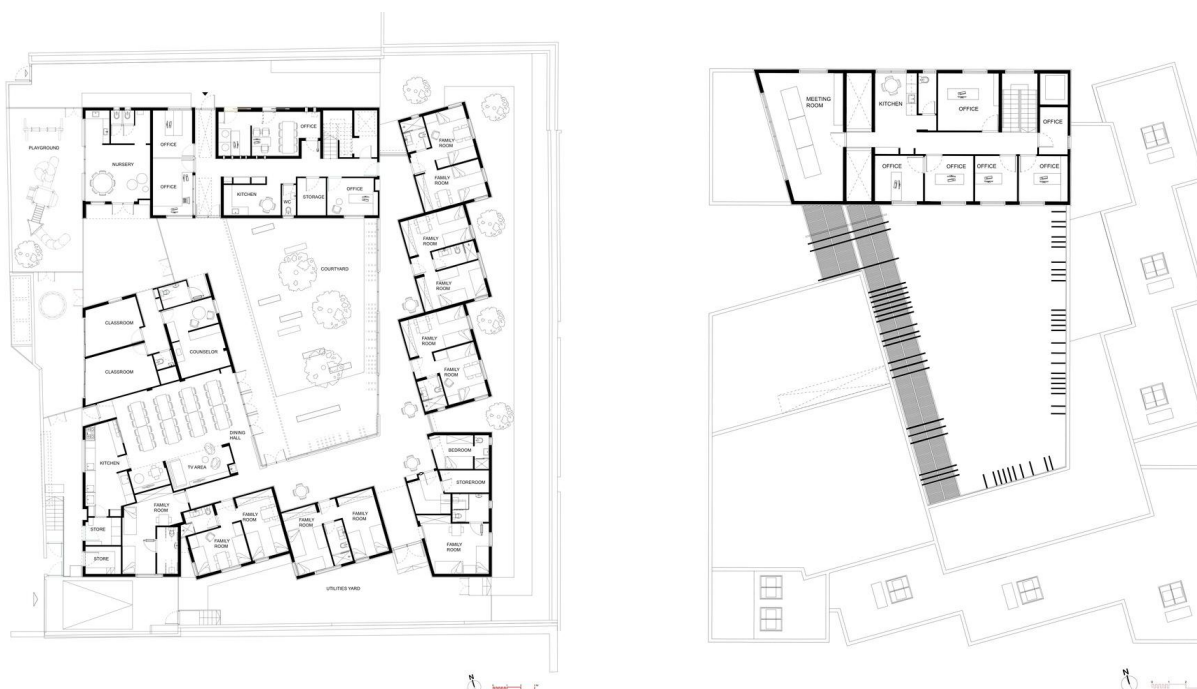 PLAYGROUND
NURSERY
OFFICE
OFFICE
OFFICE
KITCHEN
WC
STORAGE
OFFICE
FAMILY
ROOM
FAMILY
ROOM
FAMILY
ROOM
FAMILY
ROOM
COURTYARD
CLASSROOM
CLASSROOM
COUNSELOR
FAMILY
ROOM
FAMILY
ROOM
DINING
HALL
KITCHEN
TV AREA
BEDROOM
STOREROOM
FAMILY
ROOM
FAMILY
ROOM
FAMILY
ROOM
FAMILY
ROOM
FAMILY
ROOM
FAMILY
ROOM
STORE
STORE
UTILITIES YARD
N
MEETING
ROOM
KITCHEN
OFFICE
OFFICE
OFFICE
OFFICE
OFFICE
OFFICE
N